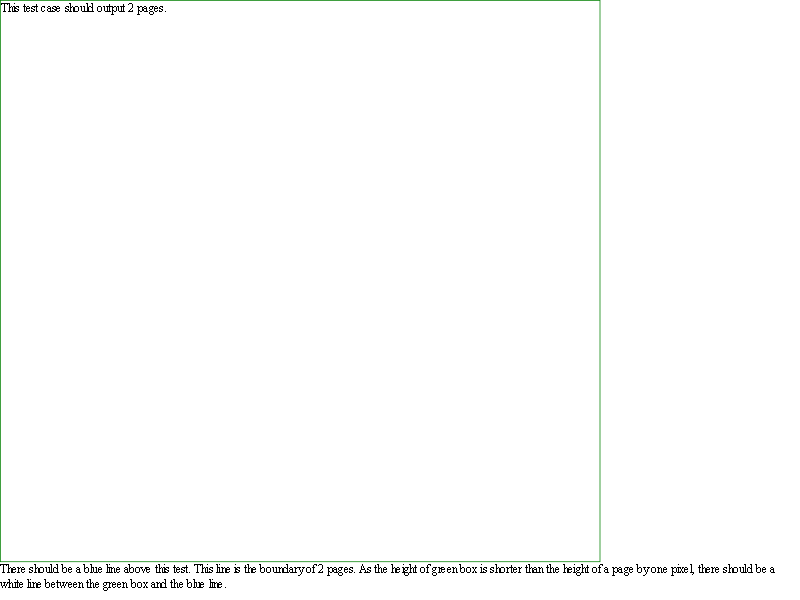 This test case should output 2 pages.
There should be a blue line above this test. This line is the boundary of 2 pages. As the height of green box is shorter than the height of a page by one pixel, there should be a
white line between the green box and the blue line.